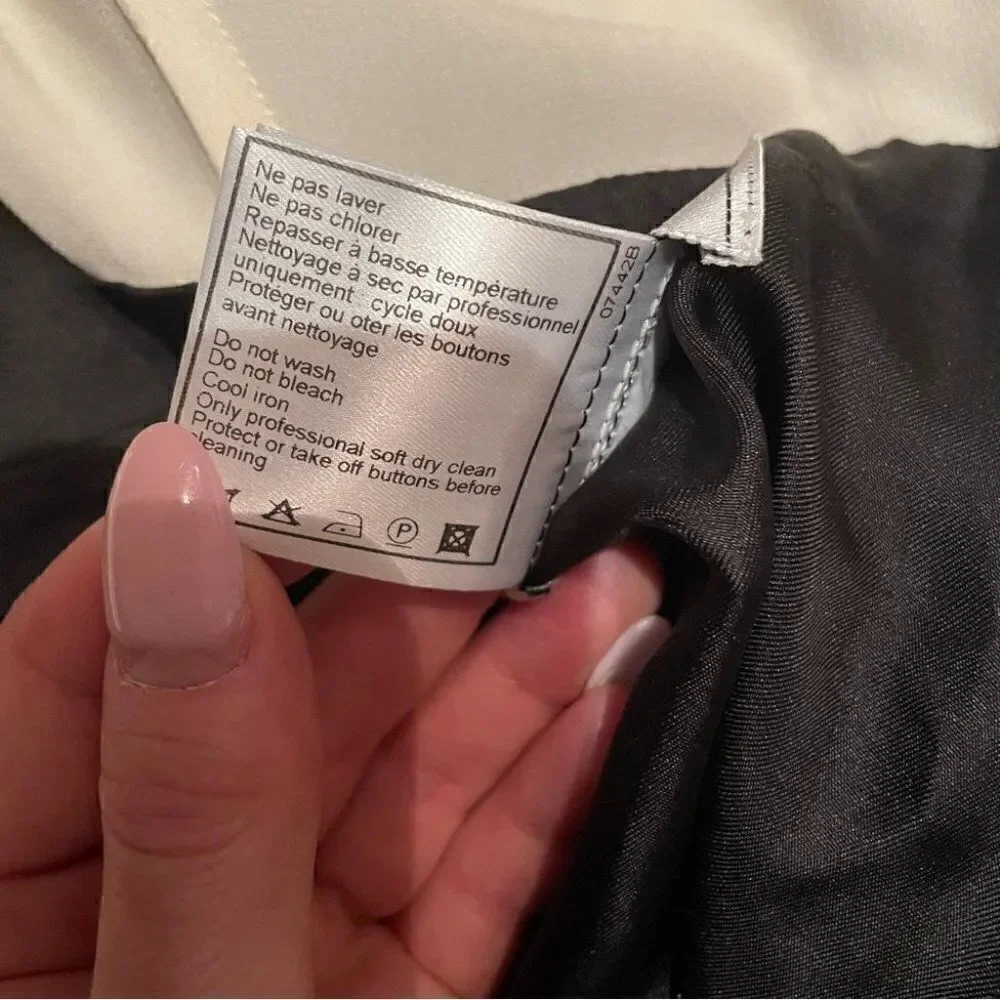 Ne pas laver
Ne pas chlorer
Repasser à basse température
Nettoyage à sec par professionnel
uniquement cycle doux
Protéger ou oter les boutons
avant nettoyage
Do not wash
Do not bleach
Cool iron
Only professional soft dry clean
Protect or take off buttons before
cleaning
P
07442B